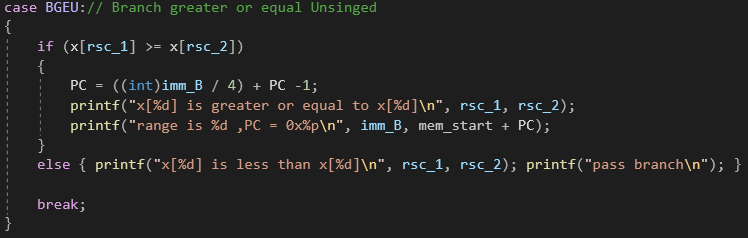 case BGEU:// Branch greater or equal Unsinged
{
if (x[rsc_1] >= x[rsc_2])
{
PC = ((int)imm_B / 4) + PC -1;
printf("x[%d] is greater or equal to x[%d]\n", rsc_1, rsc_2);
printf("range is %d ,PC = 0x%p\n", imm_B, mem_start + PC);
}
else { printf("x[%d] is less than x[%d]\n", rsc_1, rsc_2); printf("pass branch\n"); }
break;
}